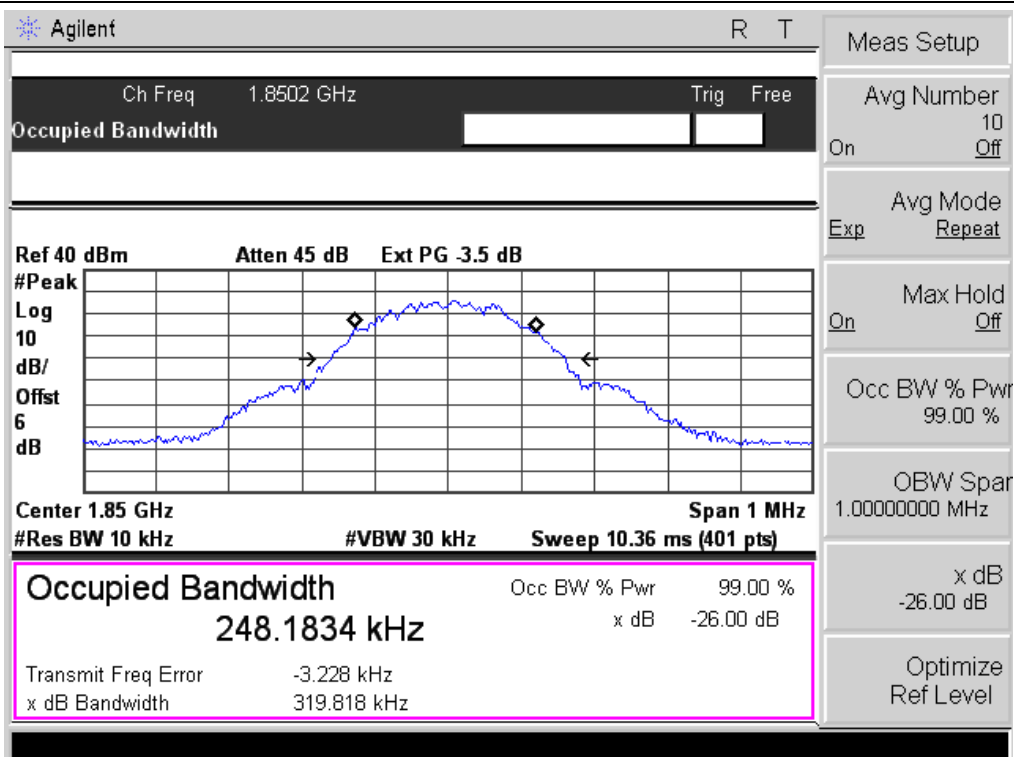 Agilent R T
Ch Freq 1.8502 GHz Trig Free
Occupied Bandwidth
Ref 40 dBm Atten 45 dB Ext PG -3.5 dB
#Peak
Log
10
dB/
Offst
6
dB
Center 1.85 GHz Span 1 MHz
#Res BW 10 kHz #VBW 30 kHz Sweep 10.36 ms (401 pts)
Occupied Bandwidth
248.1834 kHz
Occ BW % Pwr 99.00 %
x dB -26.00 dB
Transmit Freq Error -3.228 kHz
x dB Bandwidth 319.818 kHz
Meas Setup
Avg Number
10
On Off
Avg Mode
Exp Repeat
Max Hold
On Off
Occ BW % Pwr
99.00 %
OBW Span
1.00000000 MHz
x dB
-26.00 dB
Optimize
Ref Level